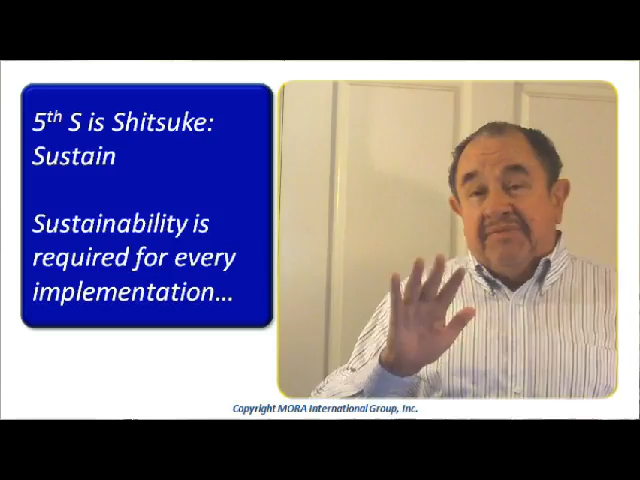 5th S is Shitsuke:
Sustain
Sustainability is
required for every
implementation...
Copyright MORA International Group, Inc.